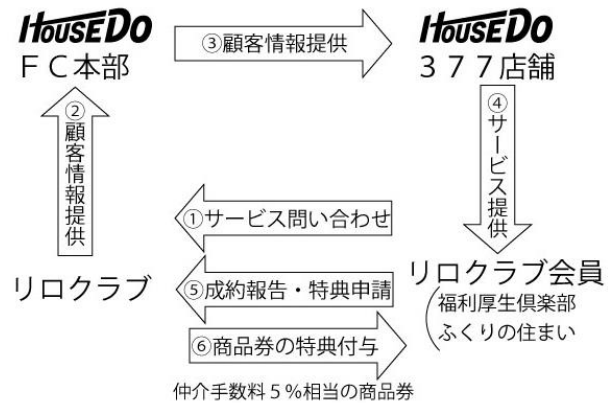 HOUSEDO
FC本部
③顧客情報提供
HOUSEDO
377店舗
②顧客情報提供
④サービス提供
①サービス問い合わせ
リロクラブ
⑤成約報告・特典申請
リロクラブ会員
福利厚生倶楽部
ふくりの住まい
⑥商品券の特典付与
仲介手数料5%相当の商品券